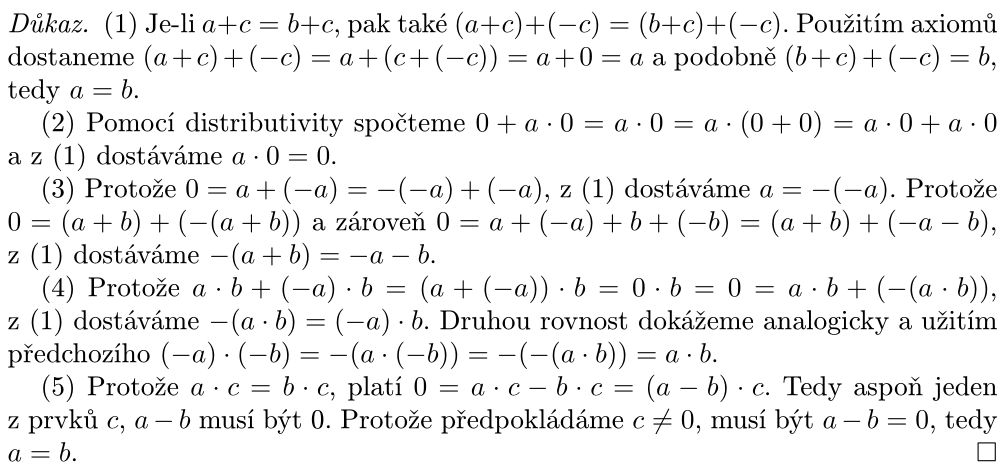 Důkaz. (1) Je-li a+c = b+c, pak také (a+c)+(−c) = (b+c)+(−c). Použitím axiomů
dostaneme (a+c)+(−c) = a+(c+(−c)) = a+0 = a a podobně (b+c)+(−c) = b,
tedy a = b.
(2) Pomocí distributivity spočteme 0 + a · 0 = a · 0 = a · (0 + 0) = a · 0 + a · 0
a z (1) dostáváme a · 0 = 0.
(3) Protože 0 = a + (−a) = −(−a) + (−a), z (1) dostáváme a = −(−a). Protože
0 = (a + b) + (−(a + b)) a zároveň 0 = a + (−a) + b + (−b) = (a + b) + (−a − b),
z (1) dostáváme −(a + b) = −a − b.
(4) Protože a · b + (−a) · b = (a + (−a)) · b = 0 · b = 0 = a · b + (−(a · b)),
z (1) dostáváme −(a · b) = (−a) · b. Druhou rovnost dokážeme analogicky a užitím
předchozího (−a) · (−b) = −(a · (−b)) = −(−(a · b)) = a · b.
(5) Protože a · c = b · c, platí 0 = a · c − b · c = (a − b) · c. Tedy aspoň jeden
z prvků c, a − b musí být 0. Protože předpokládáme c ≠ 0, musí být a − b = 0, tedy
a = b. □